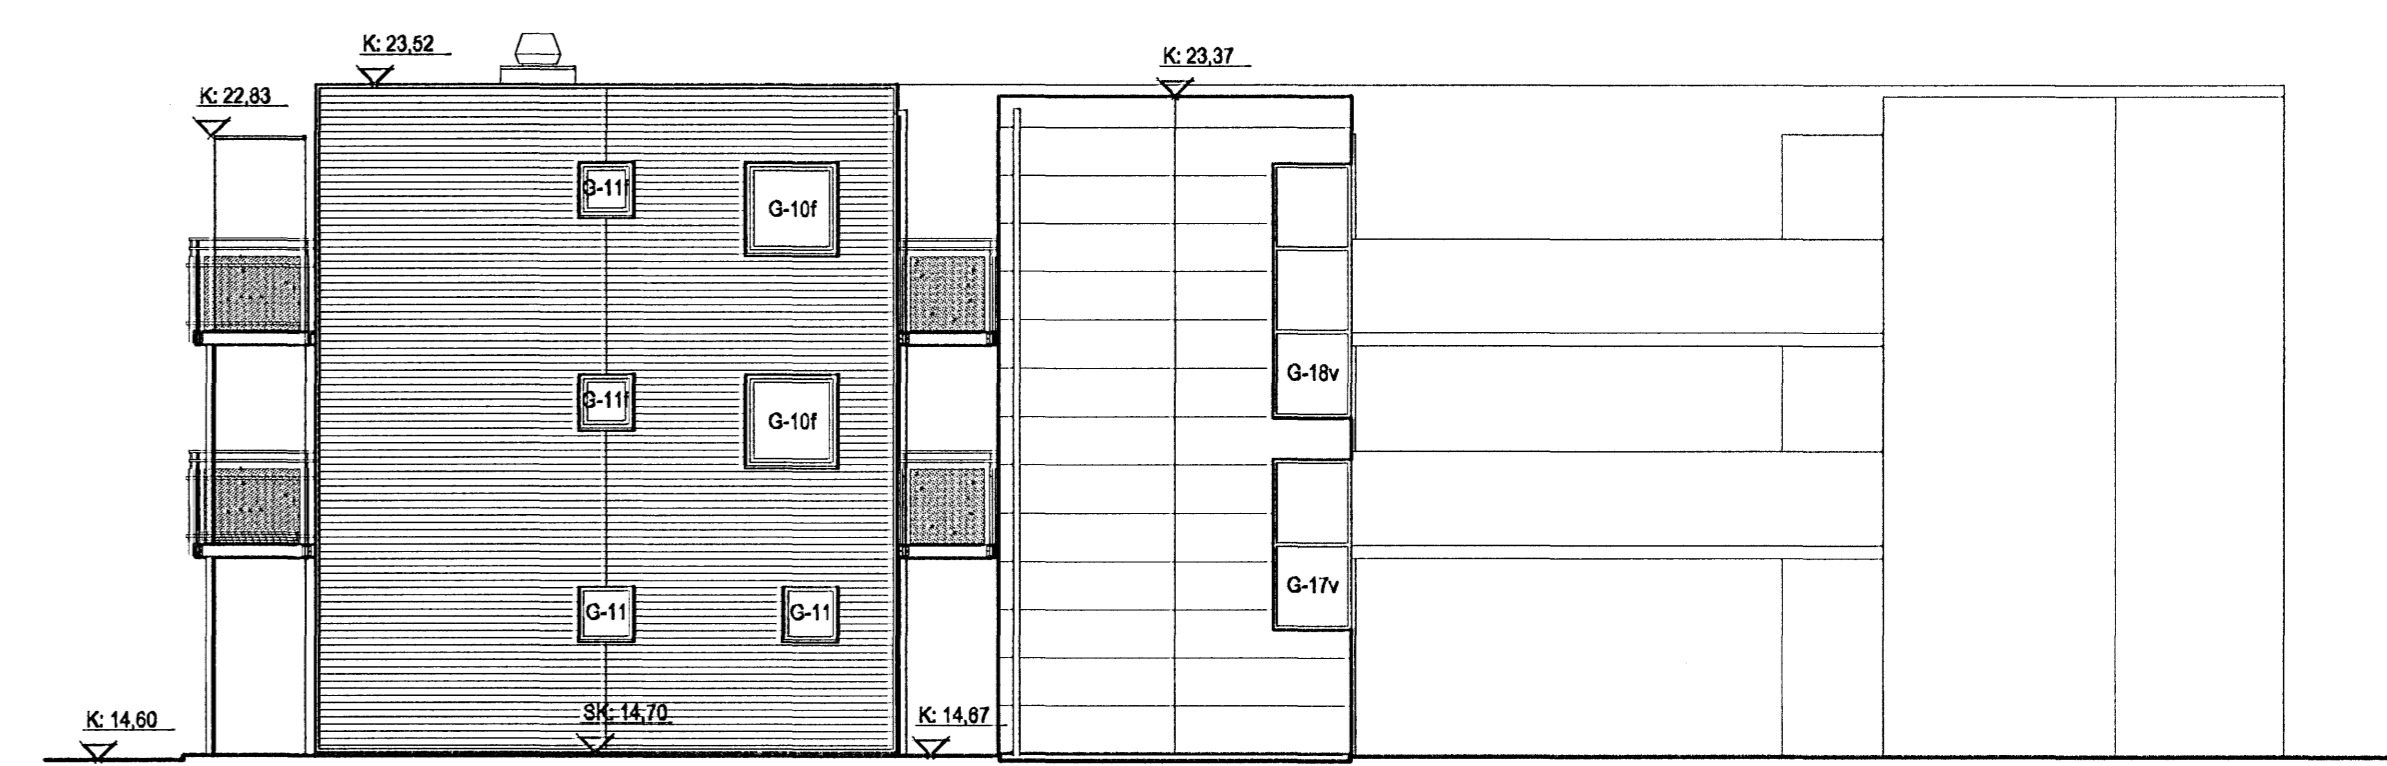 K: 23,52
K: 23,37
K: 22,83
G-11f
G-10f
G-18v
G-11f
G-10f
G-17v
G-11
G-11
SK: 14,70
K: 14,67
K: 14,60